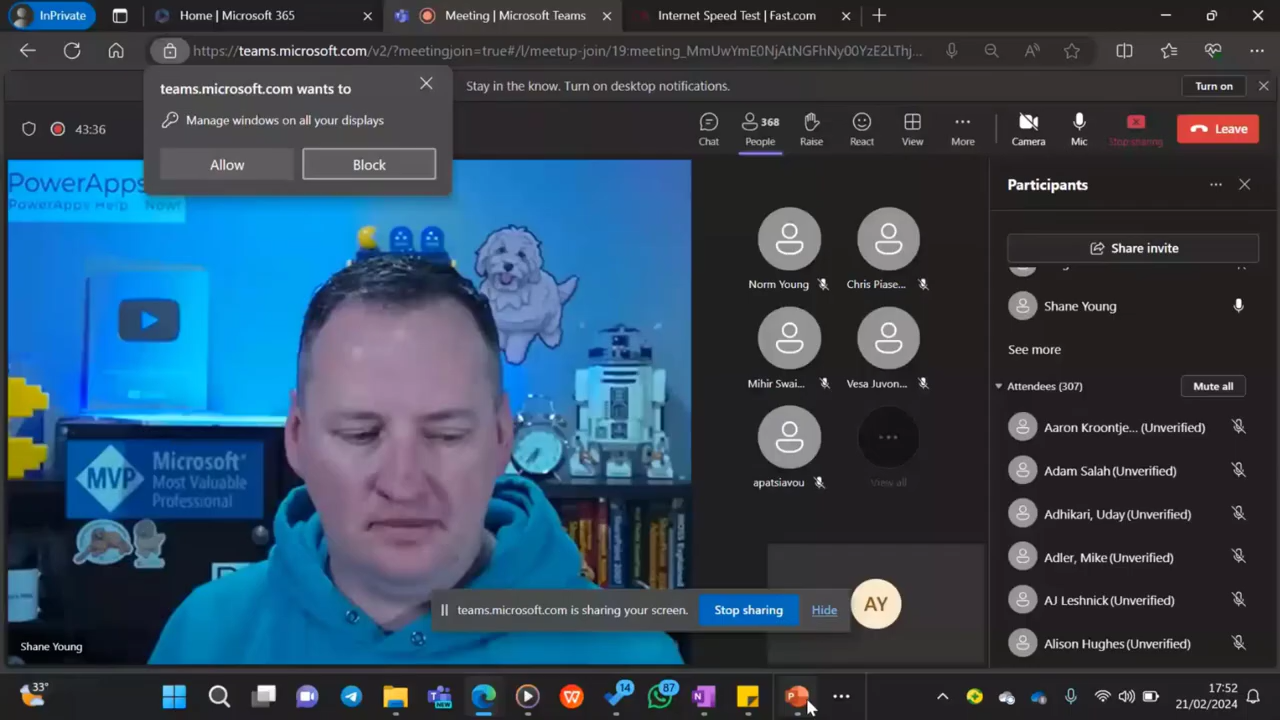 InPrivate
Home | Microsoft 365
Meeting | Microsoft Teams
Internet Speed Test | Fast.com
https://teams.microsoft.com/v2/?meetingjoin=true#/l/meetup-join/19:meeting_MmUwYmE0NjAtNGFhNy00YzE2LThj...
teams.microsoft.com wants to
Manage windows on all your displays
Allow
Block
Stay in the know. Turn on desktop notifications.
Turn on
43:36
Chat
368
People
Raise
React
View
More
Camera
Mic
Stop sharing
Leave
PowerApps
PowerApps Help Now!
MVP
Microsoft®
Most Valuable
Professional
Shane Young
Norm Young
Chris Piase...
Mihir Swai...
Vesa Juvon...
apatsiavou
View all
AY
Participants
Share invite
Shane Young
See more
Attendees (307)
Mute all
Aaron Kroontje... (Unverified)
Adam Salah (Unverified)
Adhikari, Uday (Unverified)
Adler, Mike (Unverified)
AJ Leshnick (Unverified)
Alison Hughes (Unverified)
teams.microsoft.com is sharing your screen.
Stop sharing
Hide
33°
NEW
14
87
17:52
21/02/2024